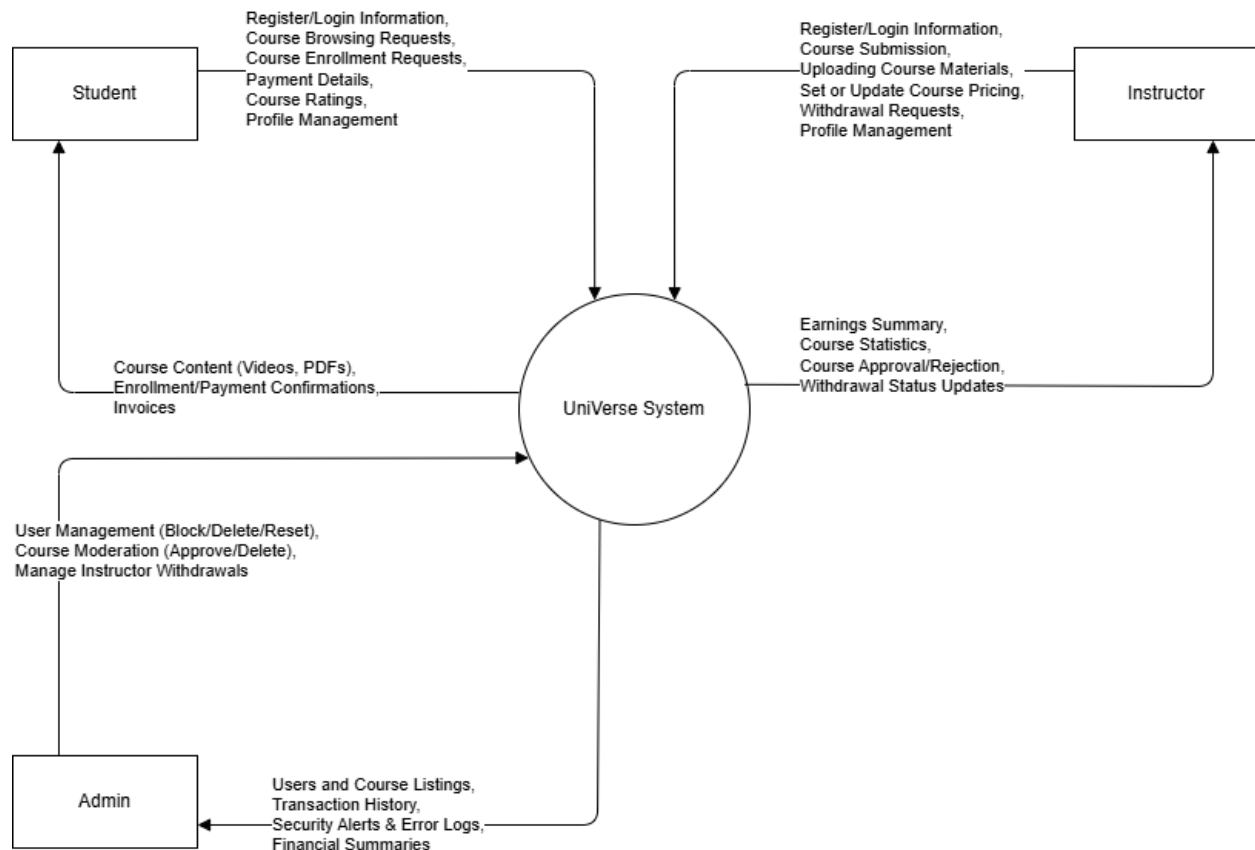 Register/Login Information,
Course Browsing Requests,
Course Enrollment Requests,
Payment Details,
Course Ratings,
Profile Management
Register/Login Information,
Course Submission,
Uploading Course Materials,
Set or Update Course Pricing,
Withdrawal Requests,
Profile Management
Student
Instructor
Earnings Summary,
Course Statistics,
Course Approval/Rejection,
Withdrawal Status Updates
Course Content (Videos, PDFs),
Enrollment/Payment Confirmations,
Invoices
UniVerse System
User Management (Block/Delete/Reset),
Course Moderation (Approve/Delete),
Manage Instructor Withdrawals
Admin
Users and Course Listings,
Transaction History,
Security Alerts & Error Logs,
Financial Summaries